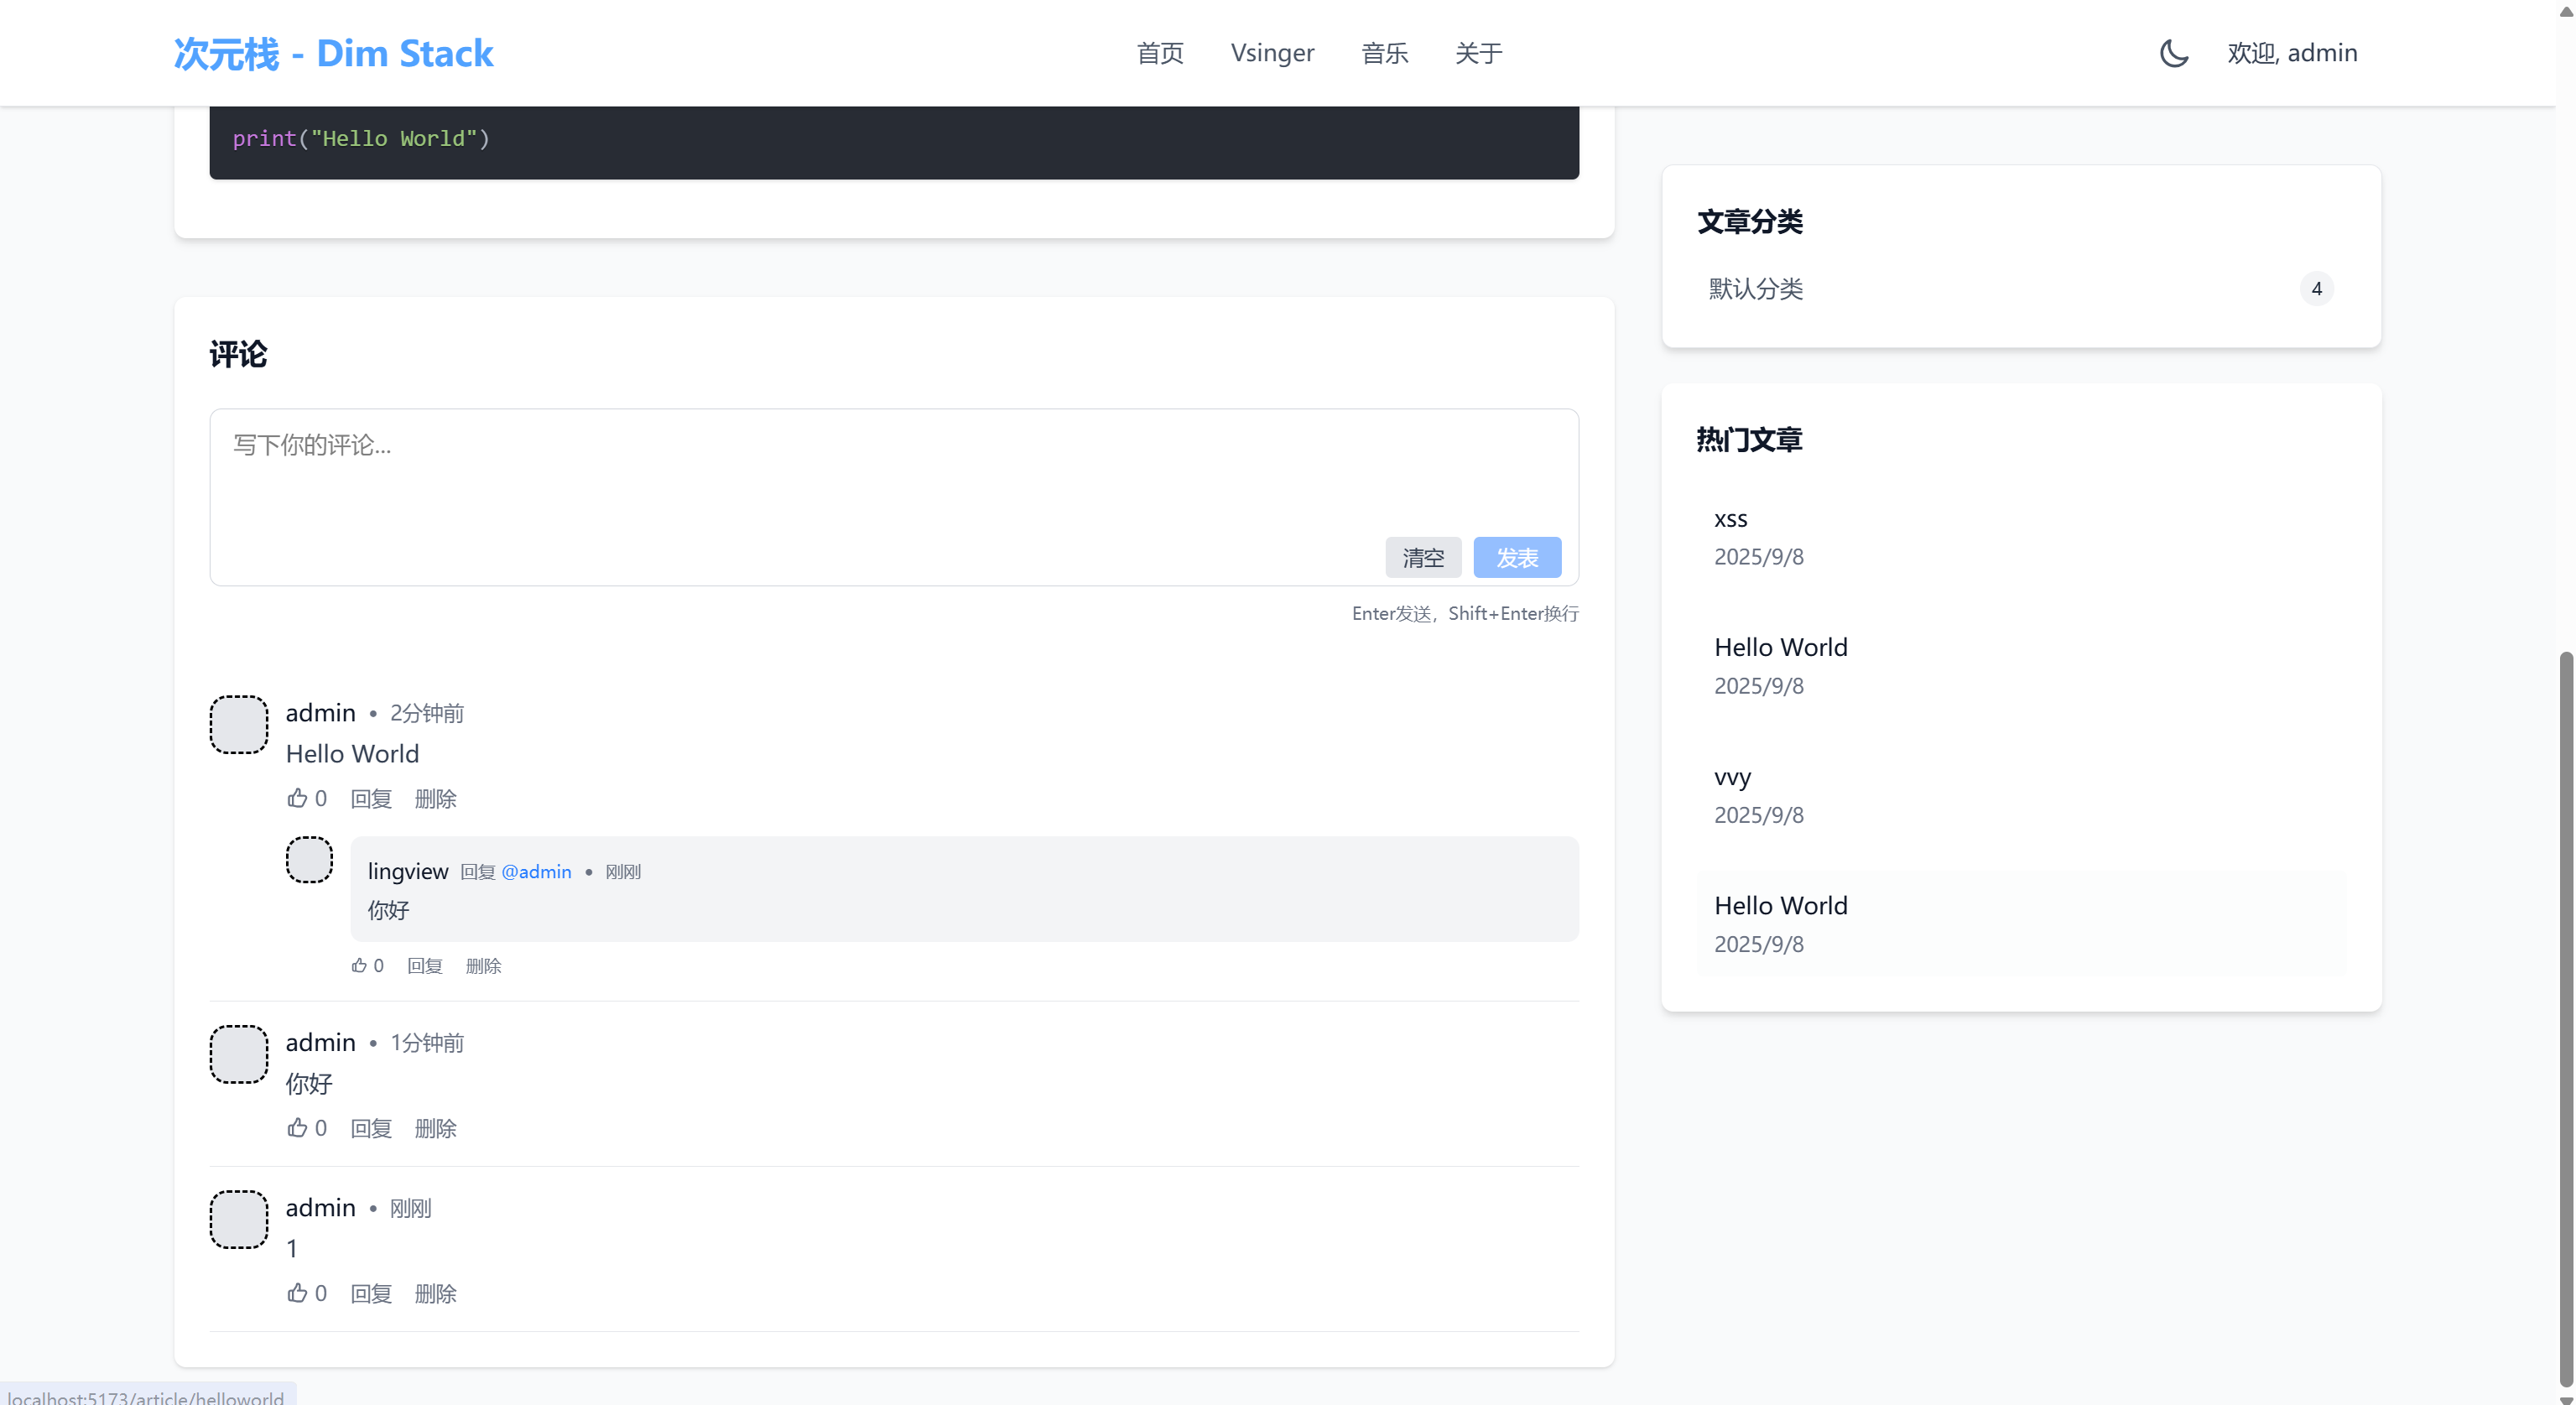 次元栈 - Dim Stack
首页 Vsinger 音乐 关于
欢迎, admin
print("Hello World")
评论
写下你的评论...
清空 发表
Enter发送，Shift+Enter换行
admin • 2分钟前
Hello World
0 回复 删除
lingview 回复 @admin • 刚刚
你好
0 回复 删除
admin • 1分钟前
你好
0 回复 删除
admin • 刚刚
1
0 回复 删除
文章分类
默认分类 4
热门文章
xss
2025/9/8
Hello World
2025/9/8
vvy
2025/9/8
Hello World
2025/9/8
localhost:5173/article/helloworld